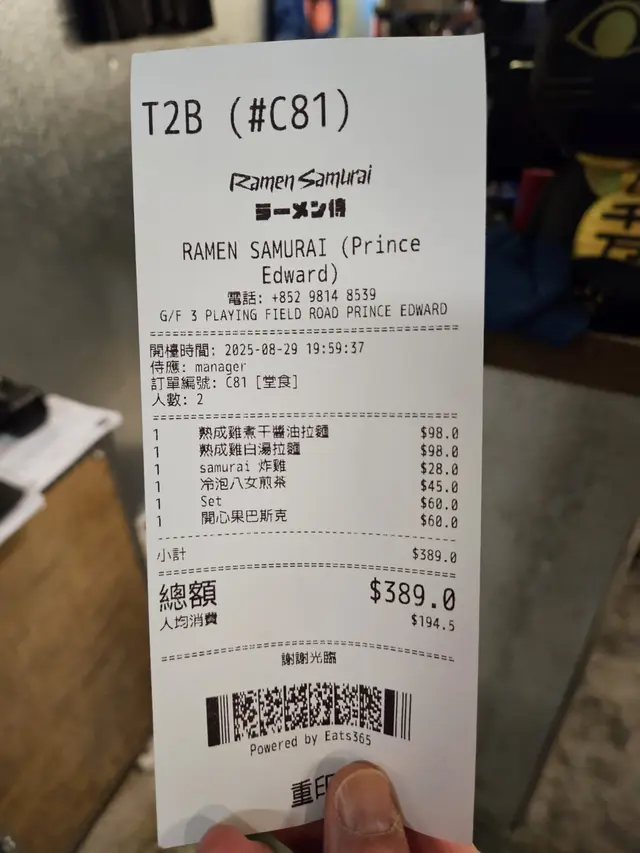 T2B (#C81)
Ramen Samurai
ラーメン侍
RAMEN SAMURAI (Prince
Edward)
電話: +852 9814 8539
G/F 3 PLAYING FIELD ROAD PRINCE EDWARD
開檯時間: 2025-08-29 19:59:37
侍應: manager
訂單編號: C81 [堂食]
人數: 2
1 熟成雞煮干醬油拉麵 $98.0
1 熟成雞白湯拉麵 $98.0
1 samurai 炸雞 $28.0
1 冷泡八女煎茶 $45.0
1 Set $60.0
1 開心果巴斯克 $60.0
小計 $389.0
總額 $389.0
人均消費 $194.5
謝謝光臨
Powered by Eats365
重印
千万